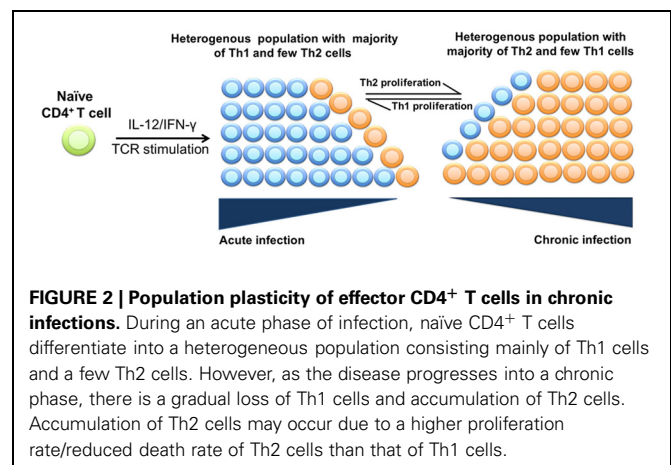 Heterogenous population with majority
of Th1 and few Th2 cells
Heterogenous population with
majority of Th2 and few Th1 cells
Naïve
CD4+ T cell
IL-12/IFN-γ
TCR stimulation
Th2 proliferation
Th1 proliferation
Acute infection
Chronic infection
FIGURE 2 | Population plasticity of effector CD4+ T cells in chronic
infections. During an acute phase of infection, naïve CD4+ T cells
differentiate into a heterogeneous population consisting mainly of Th1 cells
and a few Th2 cells. However, as the disease progresses into a chronic
phase, there is a gradual loss of Th1 cells and accumulation of Th2 cells.
Accumulation of Th2 cells may occur due to a higher proliferation
rate/reduced death rate of Th2 cells than that of Th1 cells.